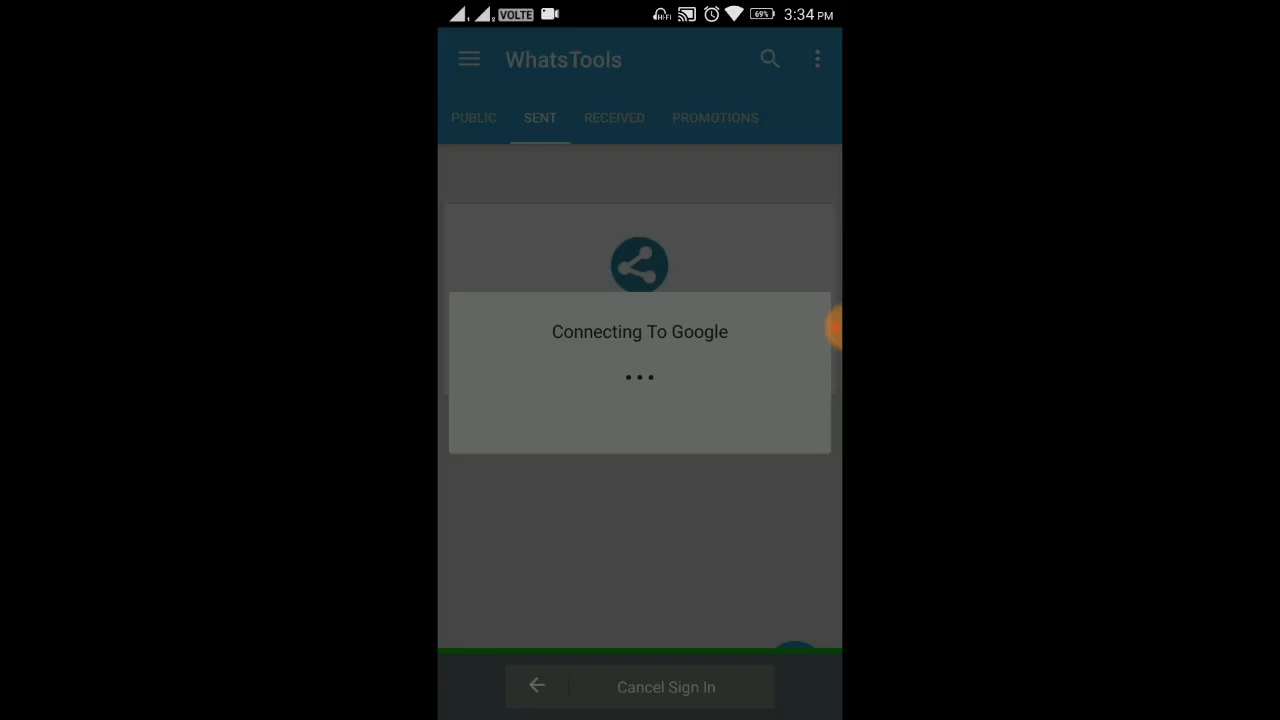 VOLTE 69% 3:34 PM
WhatsTools
PUBLIC SENT RECEIVED PROMOTIONS
Connecting To Google
...
Cancel Sign In